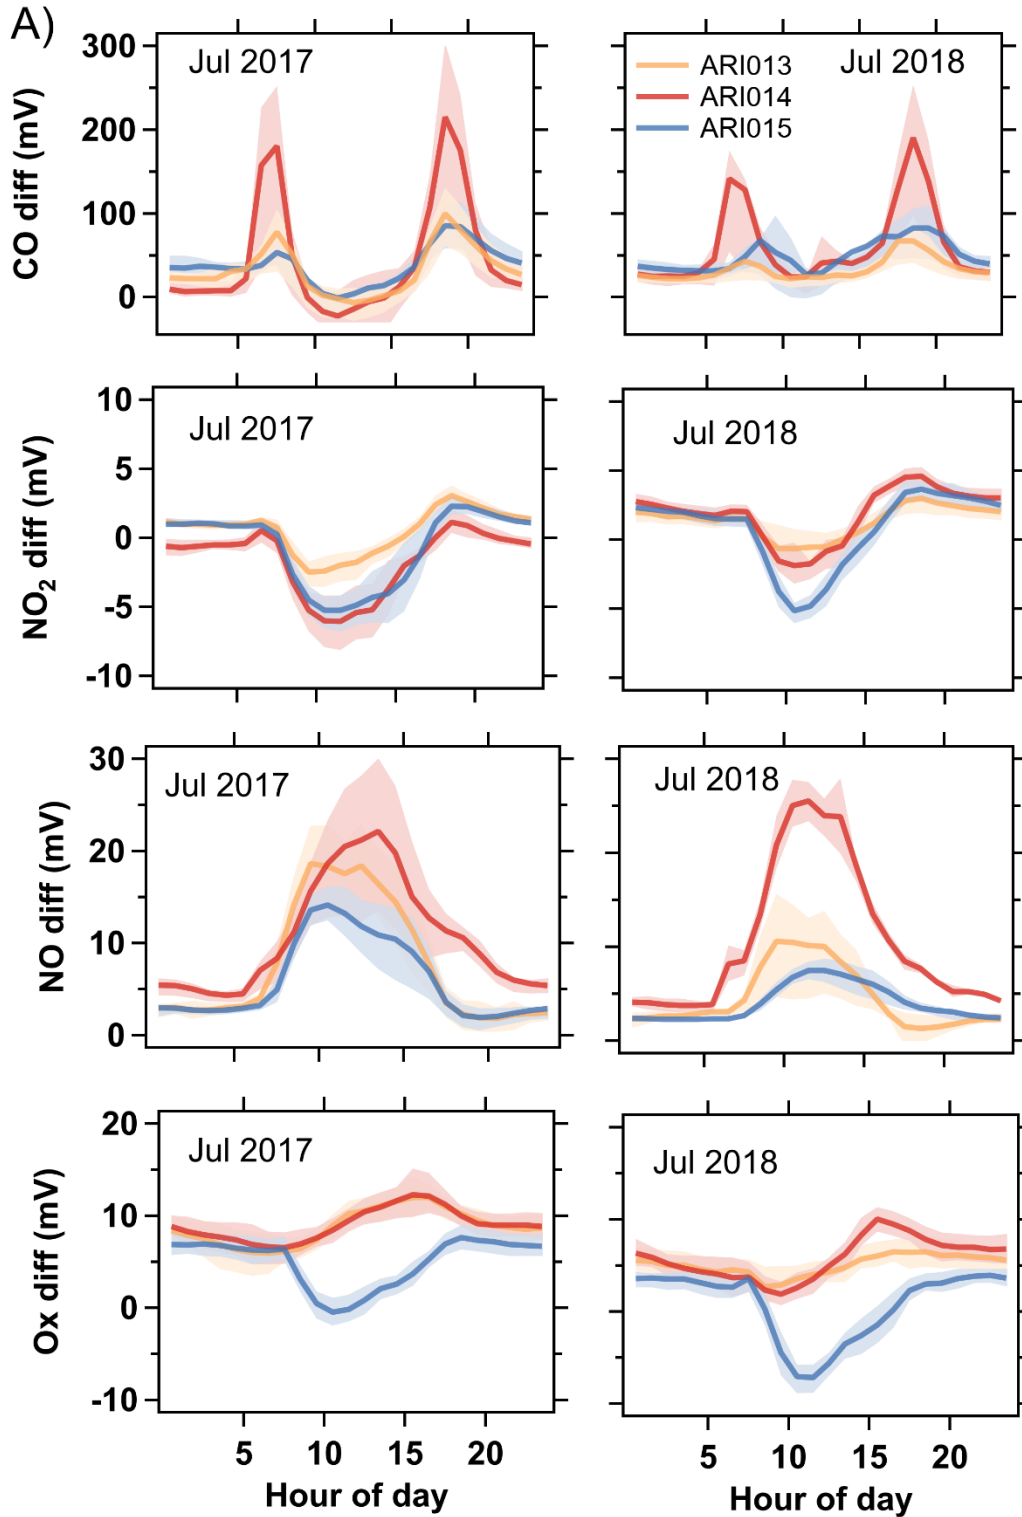 A)
Jul 2017
Jul 2018
ARI013
ARI014
ARI015
CO diff (mV)
300
200
100
0
Jul 2017
Jul 2018
NO₂ diff (mV)
10
5
0
-5
-10
Jul 2017
Jul 2018
NO diff (mV)
30
20
10
0
Jul 2017
Jul 2018
Ox diff (mV)
20
10
0
-10
5 10 15 20
5 10 15 20
Hour of day
Hour of day